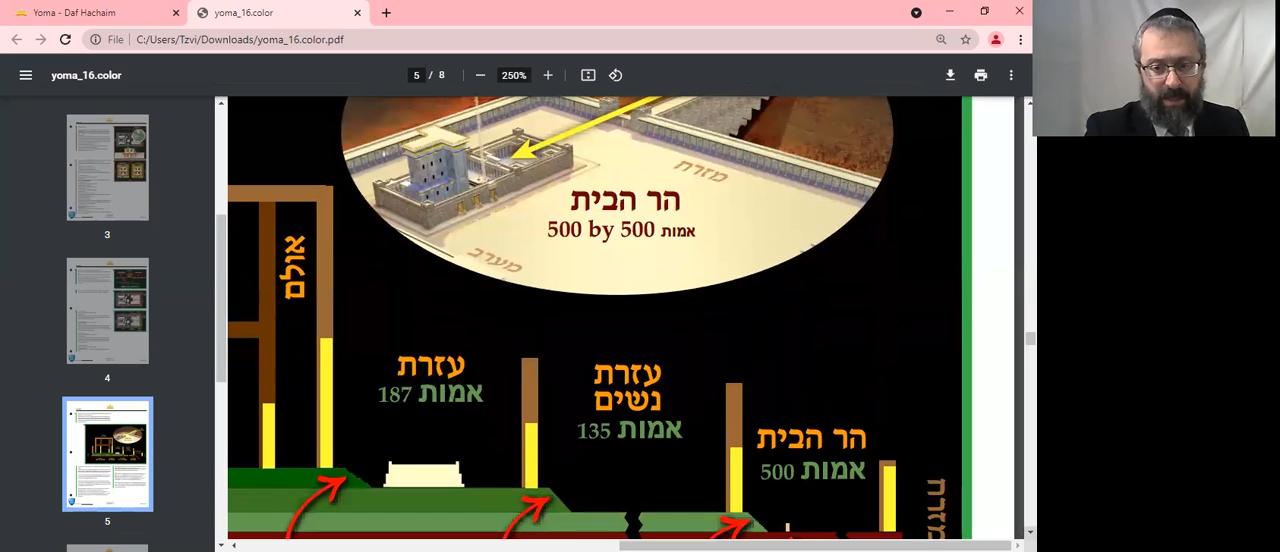 Yoma - Daf Hachaim
yoma_16.color
File
C:/Users/Tzvi/Downloads/yoma_16.color.pdf
yoma_16.color
5 / 8
250%
3
4
5
מזרח
הר הבית
500 by 500 אמות
מערב
אולם
עזרת
187 אמות
עזרת
נשים
135 אמות
הר הבית
500 אמות
מזרח